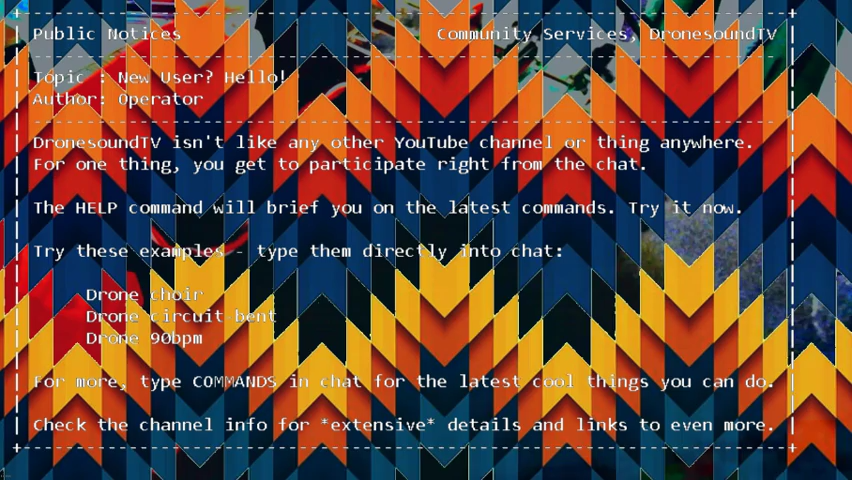 Public Notices Community Services, DronesoundTV
Topic : New User? Hello!
Author: Operator
DronesoundTV isn't like any other YouTube channel or thing anywhere.
For one thing, you get to participate right from the chat.
The HELP command will brief you on the latest commands. Try it now.
Try these examples - type them directly into chat:
Drone choir
Drone circuit-bent
Drone 90bpm
For more, type COMMANDS in chat for the latest cool things you can do.
Check the channel info for *extensive* details and links to even more.